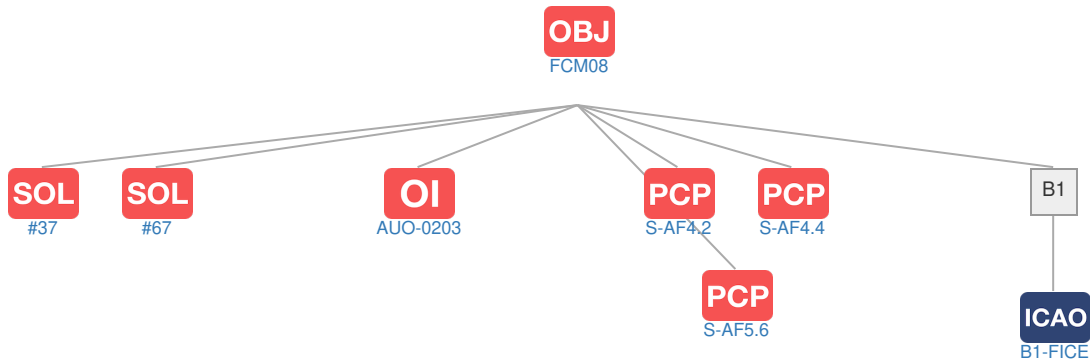 OBJ
FCM08
SOL
#37
SOL
#67
OI
AUO-0203
PCP
S-AF4.2
PCP
S-AF4.4
B1
PCP
S-AF5.6
ICAO
B1-FICE